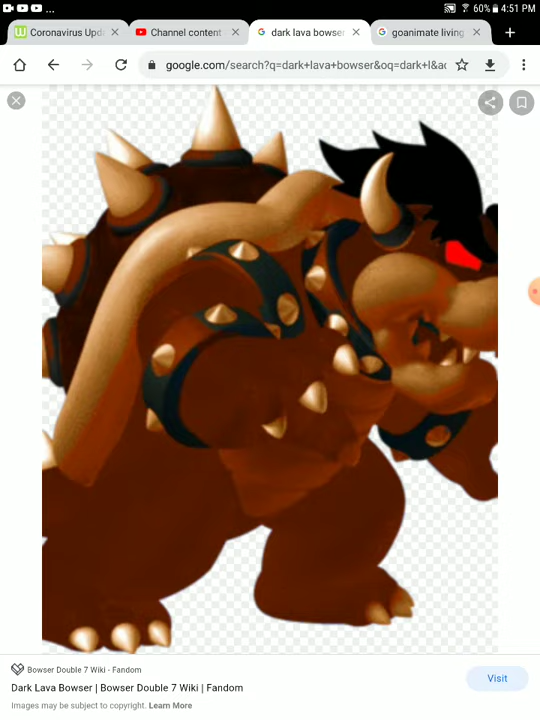 ... 60% 4:51 PM
Coronavirus Upda
Channel content
dark lava bowser
goanimate living
google.com/search?q=dark+lava+bowser&oq=dark+l&ac
Bowser Double 7 Wiki - Fandom
Dark Lava Bowser | Bowser Double 7 Wiki | Fandom
Visit
Images may be subject to copyright. Learn More